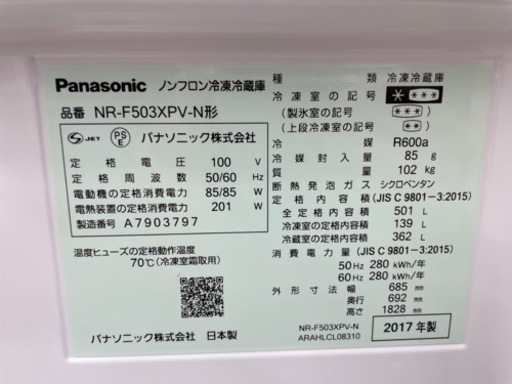 Panasonic ノンフロン冷凍冷蔵庫
品番 NR-F503XPV-N形
JET PSE パナソニック株式会社
定格電圧 100 V
定格周波数 50/60 Hz
電動機の定格消費電力 85/85 W
電熱装置の定格消費電力 201 W
製造番号 A7903797
温度ヒューズの定格動作温度
70℃(冷凍室霜取用)
パナソニック株式会社 日本製
種類 冷凍冷蔵庫
冷凍室の記号 * ***
(製氷室の記号) **
(上段冷凍室の記号) **
冷媒 R600a
冷媒封入量 85 g
質量 102 kg
断熱発泡ガス シクロペンタン
定格内容積 (JIS C 9801-3:2015)
全定格内容積 501 L
冷凍室の定格内容積 139 L
冷蔵室の定格内容積 362 L
消費電力量(JIS C 9801-3:2015)
50Hz 280 kWh/年
60Hz 280 kWh/年
外形寸法 幅 685 mm
奥行 692 mm
高さ 1828 mm
NR-F503XPV-N
ARAHLCL08310
2017年製